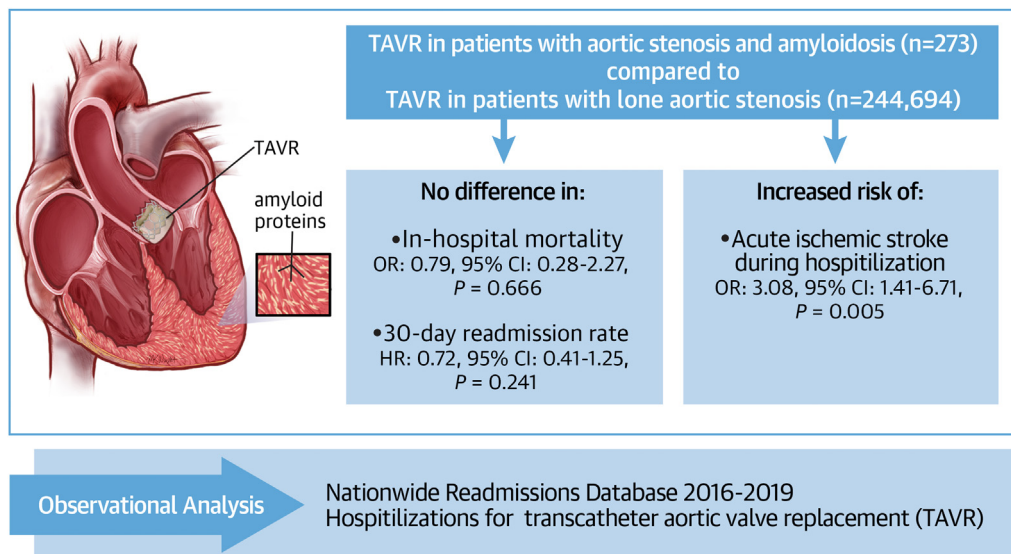 TAVR in patients with aortic stenosis and amyloidosis (n=273)
compared to
TAVR in patients with lone aortic stenosis (n=244,694)
TAVR
amyloid
proteins
No difference in:
•In-hospital mortality
OR: 0.79, 95% CI: 0.28-2.27,
P = 0.666
•30-day readmission rate
HR: 0.72, 95% CI: 0.41-1.25,
P = 0.241
Increased risk of:
•Acute ischemic stroke
during hospitilization
OR: 3.08, 95% CI: 1.41-6.71,
P = 0.005
Observational Analysis
Nationwide Readmissions Database 2016-2019
Hospitilizations for transcatheter aortic valve replacement (TAVR)